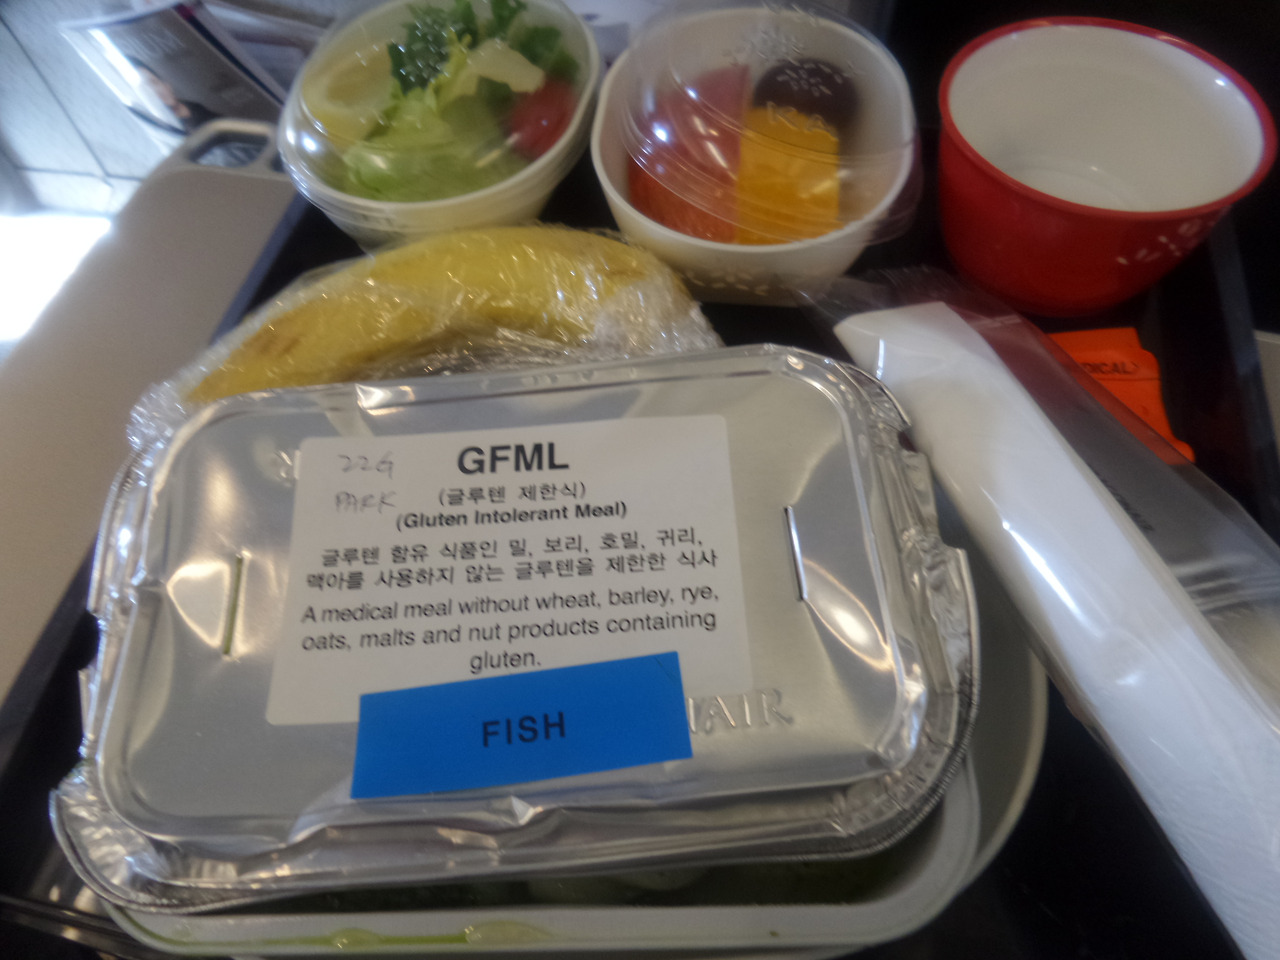 22G
PARK
GFML
(글루텐 제한식)
(Gluten Intolerant Meal)
글루텐 함유 식품인 밀, 보리, 호밀, 귀리,
맥아를 사용하지 않는 글루텐을 제한한 식사
A medical meal without wheat, barley, rye,
oats, malts and nut products containing
gluten.
FISH
AIR
DICAL